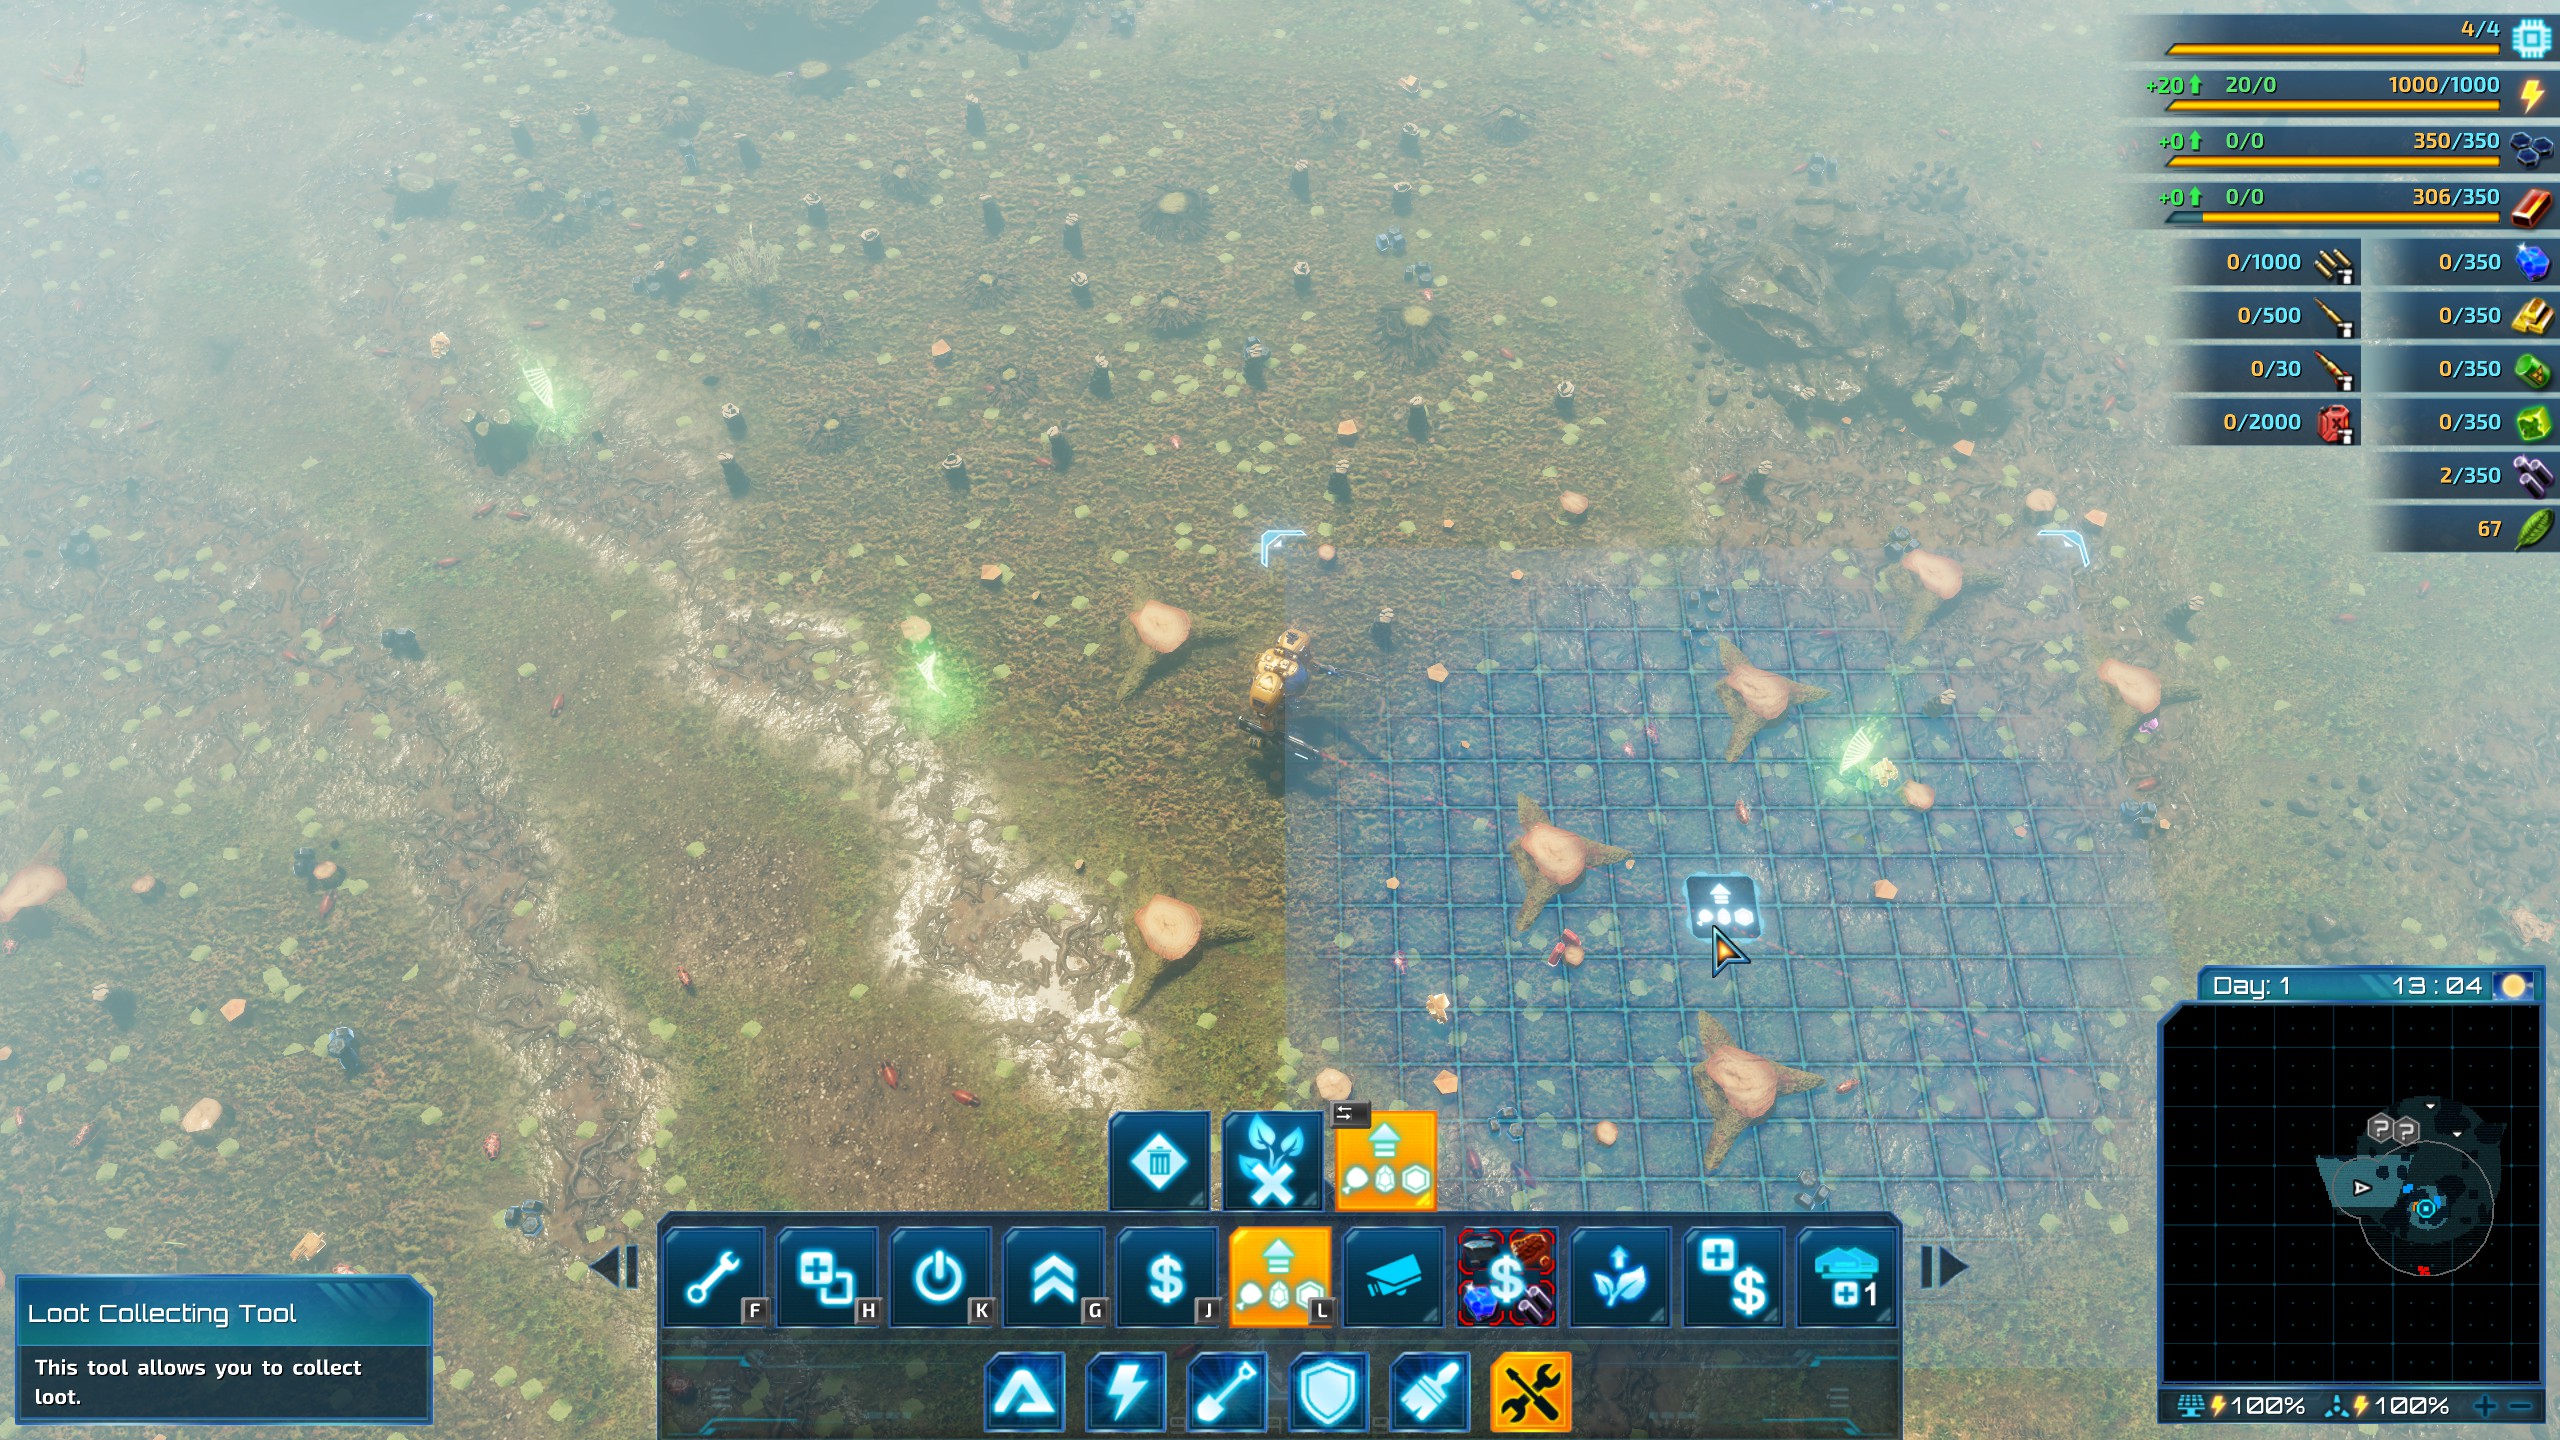 4/4
+20 20/0 1000/1000
+0 0/0 350/350
+0 0/0 306/350
0/1000 0/350
0/500 0/350
0/30 0/350
0/2000 0/350
2/350
67
Day: 1 13:04
? ?
F H K G J L 1
Loot Collecting Tool
This tool allows you to collect
loot.
100% 100%